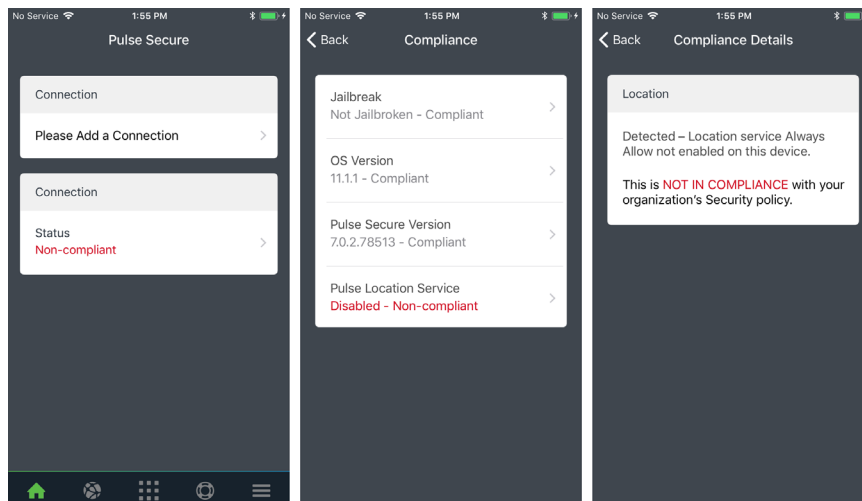 No Service 1:55 PM
Pulse Secure
Connection
Please Add a Connection
Connection
Status
Non-compliant
No Service 1:55 PM
Back Compliance
Jailbreak
Not Jailbroken - Compliant
OS Version
11.1.1 - Compliant
Pulse Secure Version
7.0.2.78513 - Compliant
Pulse Location Service
Disabled - Non-compliant
No Service 1:55 PM
Back Compliance Details
Location
Detected – Location service Always
Allow not enabled on this device.
This is NOT IN COMPLIANCE with your
organization's Security policy.